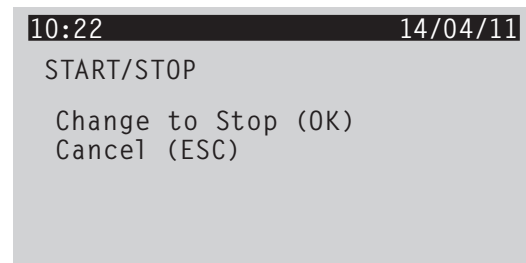 10:22 14/04/11
START/STOP
Change to Stop (OK)
Cancel (ESC)